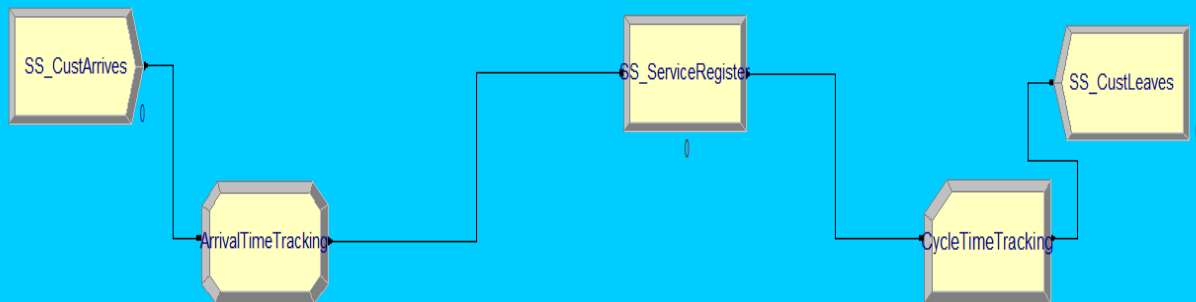 SS_CustArrives
0
ArrivalTimeTracking
SS_ServiceRegister
0
CycleTimeTracking
SS_CustLeaves